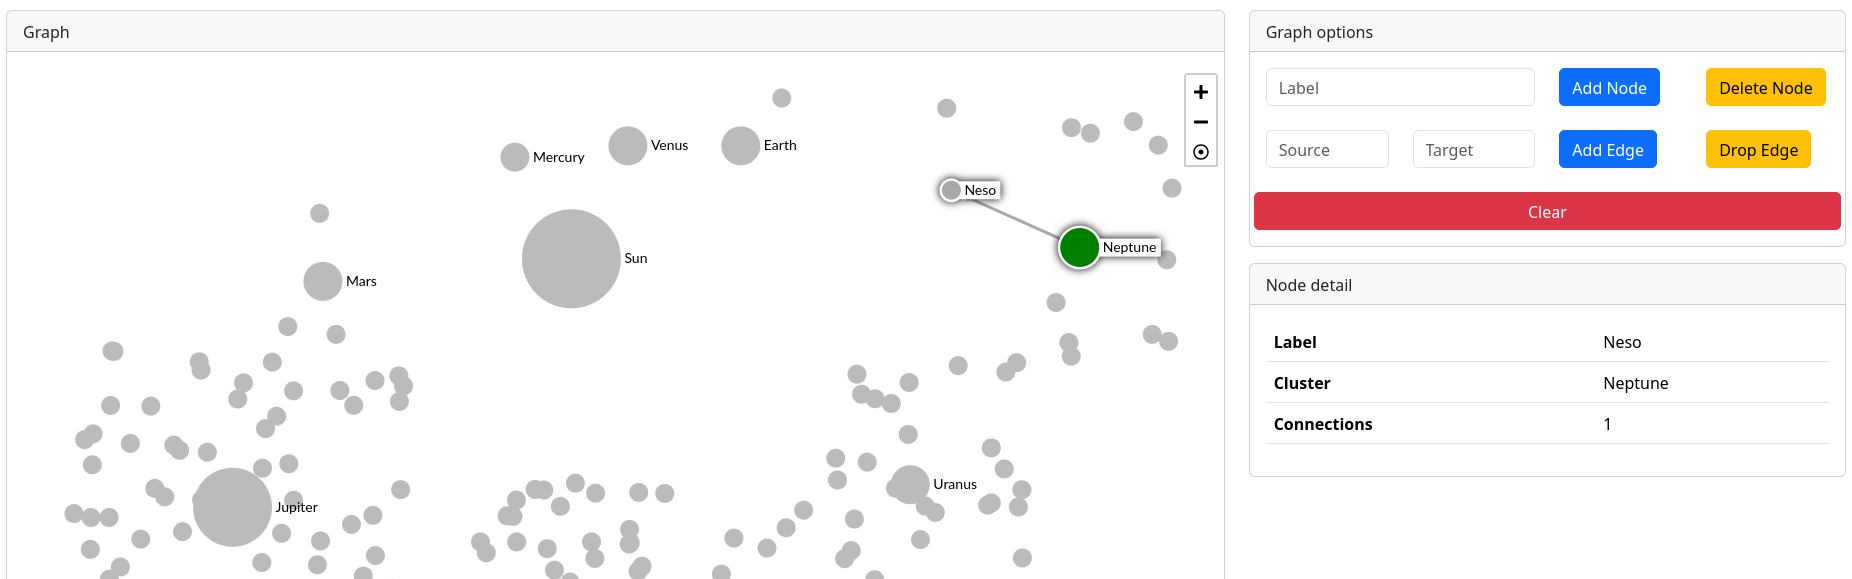 Graph
Mercury
Venus
Earth
Neso
Neptune
Sun
Mars
Jupiter
Uranus
Graph options
Label
Add Node
Delete Node
Source
Target
Add Edge
Drop Edge
Clear
Node detail
Label Neso
Cluster Neptune
Connections 1